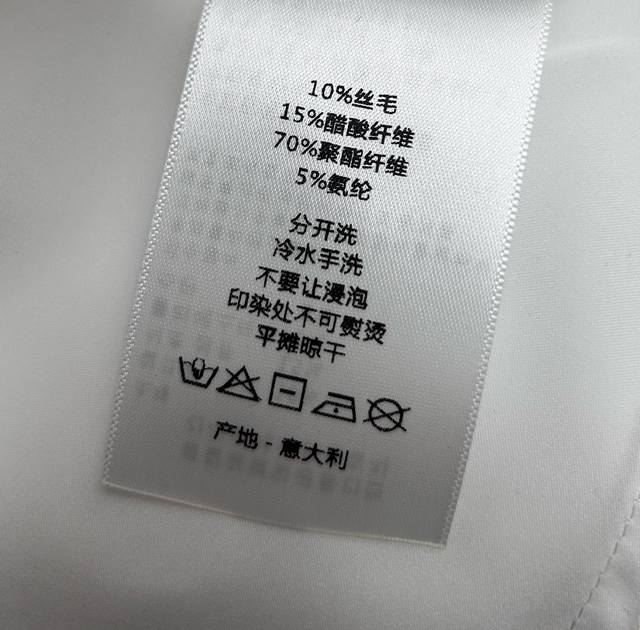 10%丝毛
15%醋酸纤维
70%聚酯纤维
5%氨纶
分开洗
冷水手洗
不要让浸泡
印染处不可熨烫
平摊晾干
产地 - 意大利